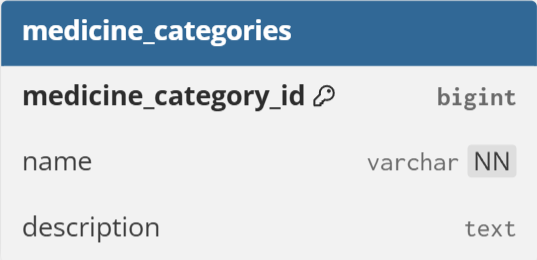 medicine_categories
medicine_category_id bigint
name varchar NN
description text